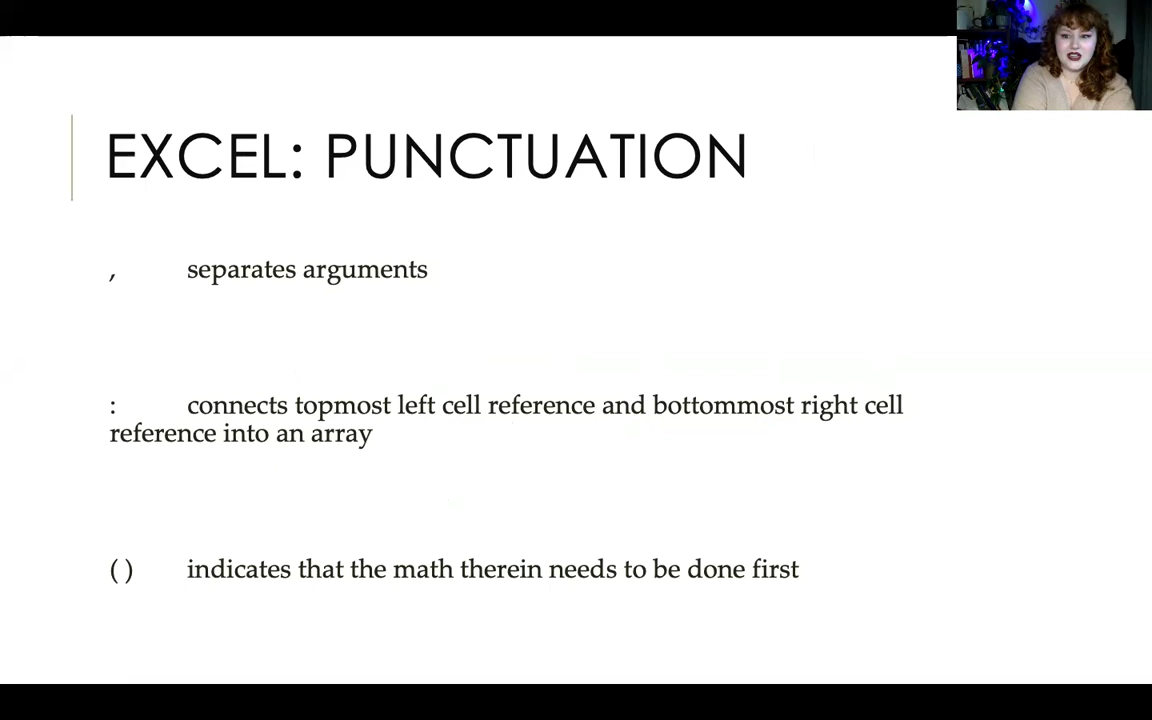 EXCEL: PUNCTUATION
, separates arguments
: connects topmost left cell reference and bottommost right cell
reference into an array
( ) indicates that the math therein needs to be done first